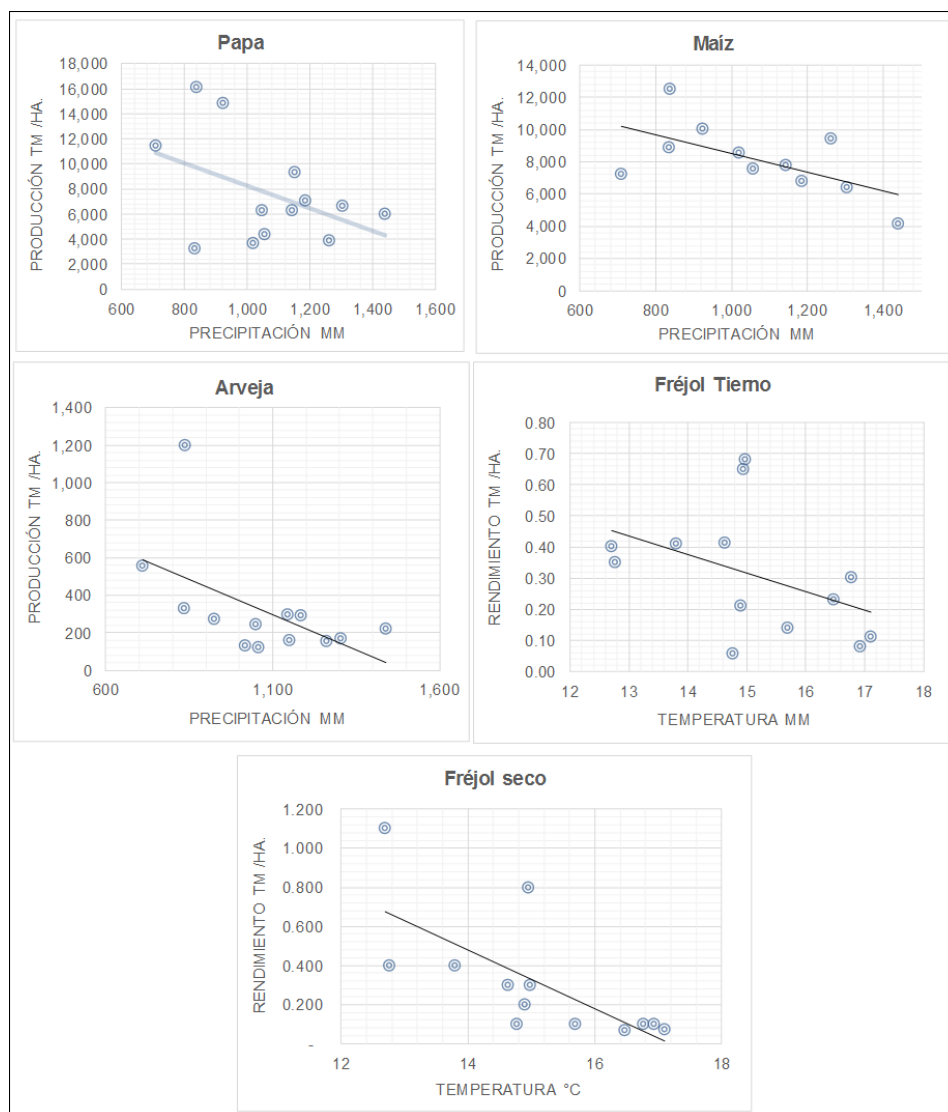 Papa
PRODUCCIÓN TM /HA.
18,000
16,000
14,000
12,000
10,000
8,000
6,000
4,000
2,000
0
600 800 1,000 1,200 1,400 1,600
PRECIPITACIÓN MM
Maíz
PRODUCCIÓN TM /HA.
14,000
12,000
10,000
8,000
6,000
4,000
2,000
0
600 800 1,000 1,200 1,400
PRECIPITACIÓN MM
Arveja
PRODUCCIÓN TM /HA.
1,400
1,200
1,000
800
600
400
200
0
600 1,100 1,600
PRECIPITACIÓN MM
Fréjol Tierno
RENDIMIENTO TM /HA.
0.80
0.70
0.60
0.50
0.40
0.30
0.20
0.10
0.00
12 13 14 15 16 17 18
TEMPERATURA MM
Fréjol seco
RENDIMIENTO TM /HA.
1.200
1.000
0.800
0.600
0.400
0.200
-
12 14 16 18
TEMPERATURA °C